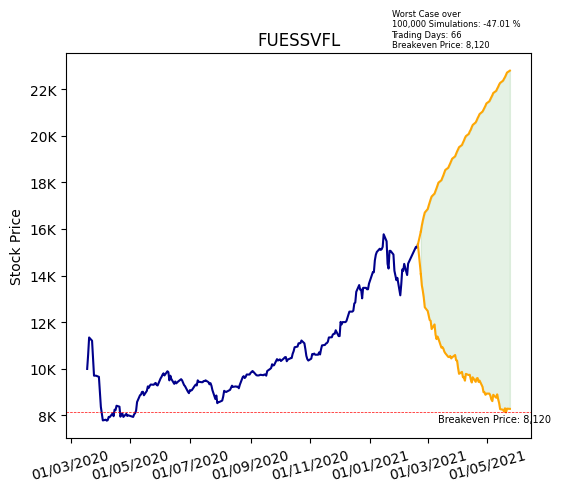 Worst Case over
100,000 Simulations: -47.01 %
Trading Days: 66
Breakeven Price: 8,120
FUESSVFL
Stock Price
22K
20K
18K
16K
14K
12K
10K
8K
Breakeven Price: 8,120
01/03/2020 01/05/2020 01/07/2020 01/09/2020 01/11/2020 01/01/2021 01/03/2021 01/05/2021